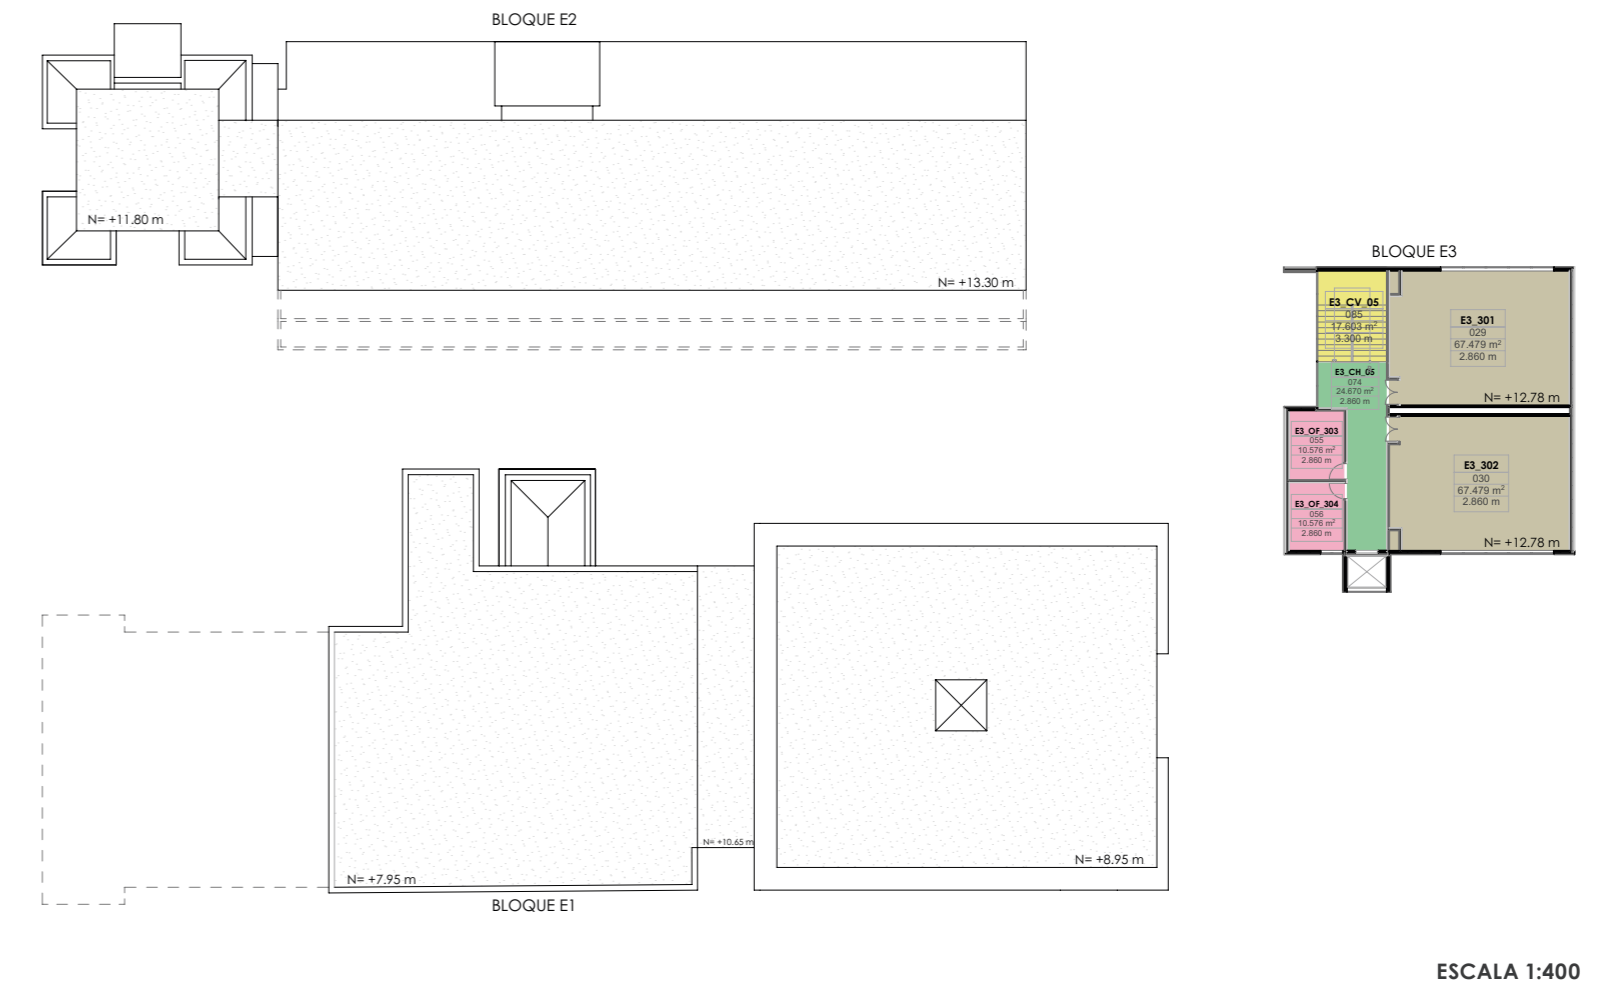 BLOQUE E2
N= +11.80 m
N= +13.30 m
BLOQUE E3
E3_CV_05
085
17.603 m²
3.300 m
E3_301
029
67.479 m²
2.860 m
N= +12.78 m
E3_CH_05
074
24.670 m²
2.860 m
E3_OF_303
055
10.576 m²
2.860 m
E3_302
030
67.479 m²
2.860 m
N= +12.78 m
E3_OF_304
056
10.576 m²
2.860 m
N= +10.65 m
N= +8.95 m
N= +7.95 m
BLOQUE E1
ESCALA 1:400